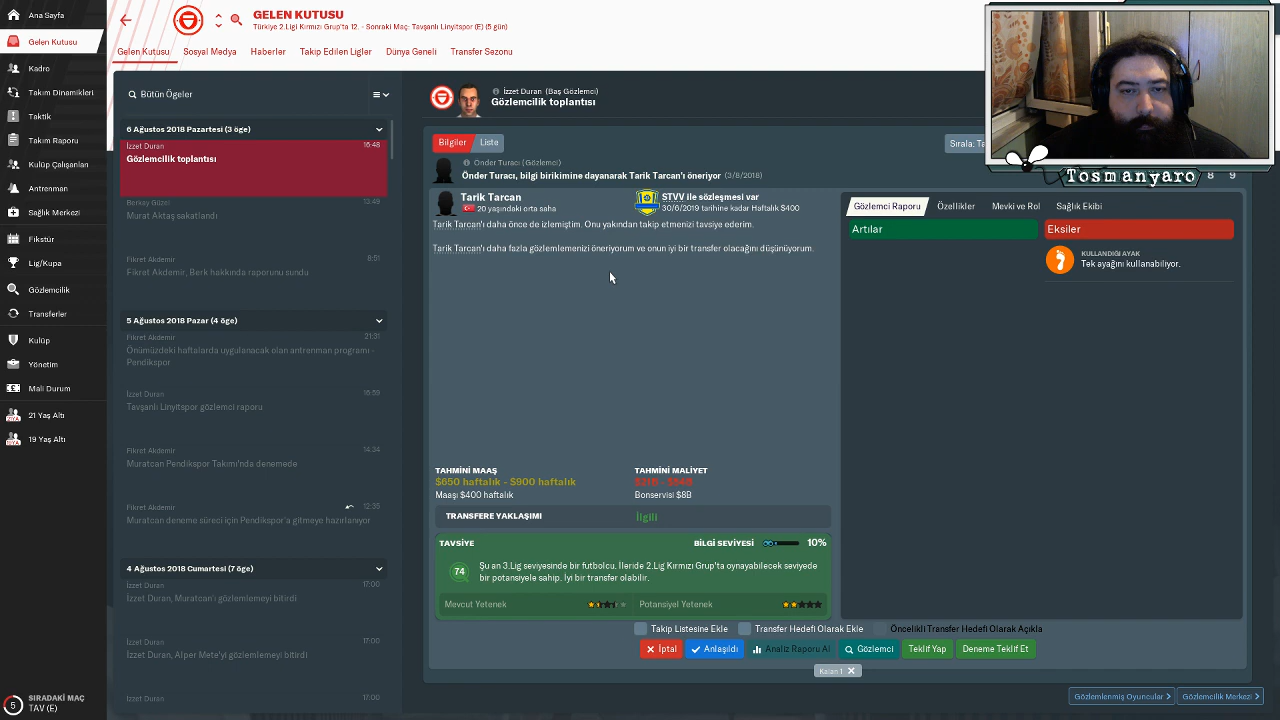 Ana Sayfa
Gelen Kutusu
Kadro
Takım Dinamikleri
Taktik
Takım Raporu
Kulüp Çalışanları
Antrenman
Sağlık Merkezi
Fikstür
Lig/Kupa
Gözlemcilik
Transferler
Kulüp
Yönetim
Mali Durum
21 Yaş Altı
19 Yaş Altı
5
SIRADAKİ MAÇ
TAV (E)
GELEN KUTUSU
Türkiye 2.Ligi Kırmızı Grup'ta 12. - Sonraki Maç: Tavşanlı Linyitspor (E) (5 gün)
Gelen Kutusu
Sosyal Medya
Haberler
Takip Edilen Ligler
Dünya Geneli
Transfer Sezonu
Bütün Ögeler
6 Ağustos 2018 Pazartesi (3 öge)
İzzet Duran 16:48
Gözlemcilik toplantısı
Berkay Güzel 13:49
Murat Aktaş sakatlandı
Fikret Akdemir 8:51
Fikret Akdemir, Berk hakkında raporunu sundu
5 Ağustos 2018 Pazar (4 öge)
Fikret Akdemir 21:31
Önümüzdeki haftalarda uygulanacak olan antrenman programı -
Pendikspor
İzzet Duran 16:59
Tavşanlı Linyitspor gözlemci raporu
Fikret Akdemir 14:34
Muratcan Pendikspor Takımı'nda denemede
Fikret Akdemir 12:35
Muratcan deneme süreci için Pendikspor'a gitmeye hazırlanıyor
4 Ağustos 2018 Cumartesi (7 öge)
İzzet Duran 17:00
İzzet Duran, Muratcan'ı gözlemlemeyi bitirdi
İzzet Duran 17:00
İzzet Duran, Alper Mete'yi gözlemlemeyi bitirdi
İzzet Duran 17:00
İzzet Duran (Baş Gözlemci)
Gözlemcilik toplantısı
Bilgiler
Liste
Sırala: Ta
Önder Turacı (Gözlemci)
Önder Turacı, bilgi birikimine dayanarak Tarik Tarcan'ı öneriyor (3/8/2018)
8 9
Tarik Tarcan
20 yaşındaki orta saha
STVV ile sözleşmesi var
30/6/2019 tarihine kadar Haftalık $400
Tarik Tarcan'ı daha önce de izlemiştim. Onu yakından takip etmenizi tavsiye ederim.
Tarik Tarcan'ı daha fazla gözlemlemenizi öneriyorum ve onun iyi bir transfer olacağını düşünüyorum.
TAHMİNİ MAAŞ
$650 haftalık - $900 haftalık
Maaşı $400 haftalık
TAHMİNİ MALİYET
Bonservisi $8B
TRANSFERE YAKLAŞIMI
İlgili
TAVSİYE
BİLGİ SEVİYESİ
10%
74
Şu an 3.Lig seviyesinde bir futbolcu. İleride 2.Lig Kırmızı Grup'ta oynayabilecek seviyede
bir potansiyele sahip. İyi bir transfer olabilir.
Mevcut Yetenek
Potansiyel Yetenek
Gözlemci Raporu
Özellikler
Mevki ve Rol
Sağlık Ekibi
Artılar
Eksiler
KULLANDIĞI AYAK
Tek ayağını kullanabiliyor.
Takip Listesine Ekle
Transfer Hedefi Olarak Ekle
Öncelikli Transfer Hedefi Olarak Açıkla
İptal
Anlaşıldı
Analiz Raporu Al
Gözlemci
Teklif Yap
Deneme Teklif Et
Kalan 1
Gözlemlenmiş Oyuncular
Gözlemcilik Merkezi
Tosmanyaro